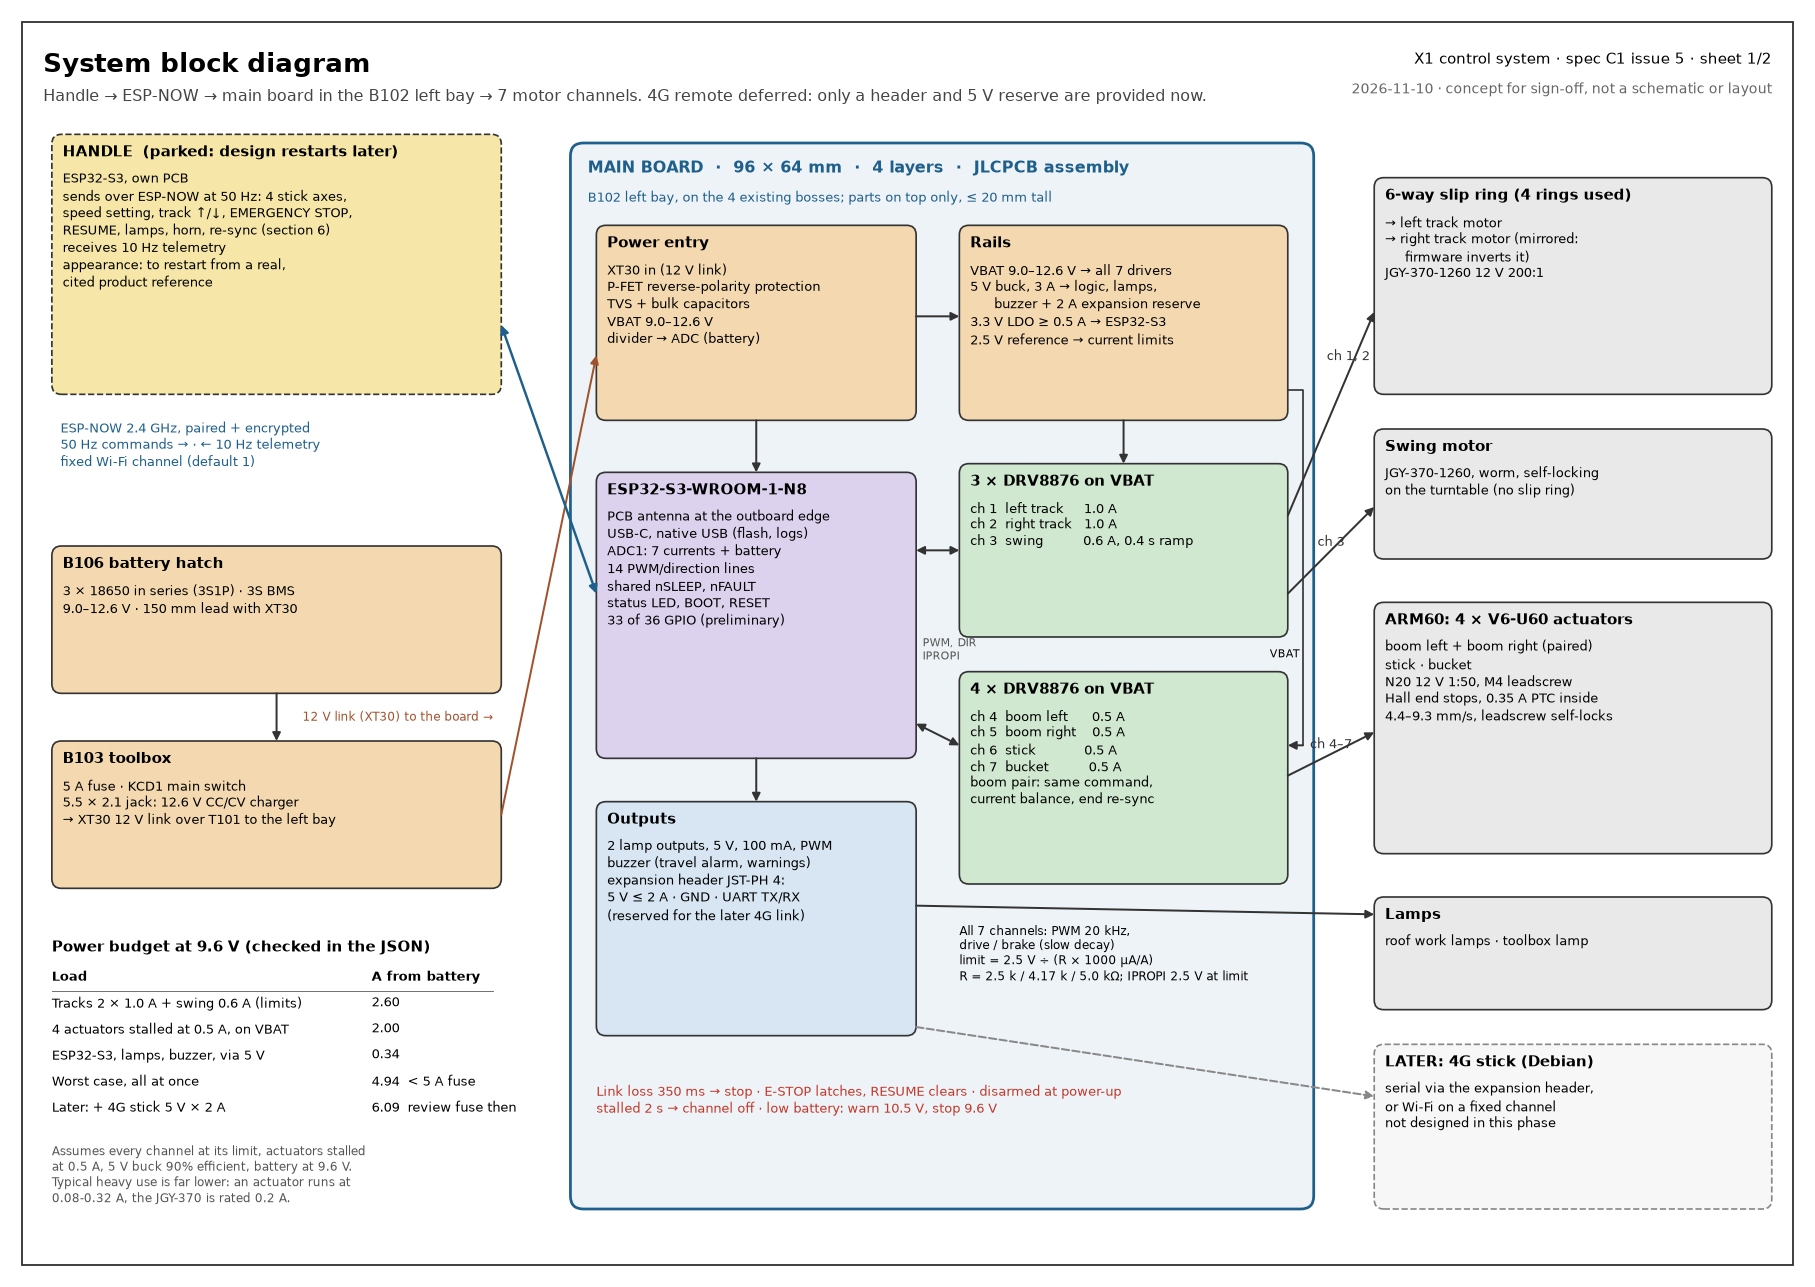 System block diagram
Handle → ESP-NOW → main board in the B102 left bay → 7 motor channels. 4G remote deferred: only a header and 5 V reserve are provided now.
X1 control system · spec C1 issue 5 · sheet 1/2
2026-11-10 · concept for sign-off, not a schematic or layout
HANDLE (parked: design restarts later)
ESP32-S3, own PCB
sends over ESP-NOW at 50 Hz: 4 stick axes,
speed setting, track ↑/↓, EMERGENCY STOP,
RESUME, lamps, horn, re-sync (section 6)
receives 10 Hz telemetry
appearance: to restart from a real,
cited product reference
ESP-NOW 2.4 GHz, paired + encrypted
50 Hz commands → · ← 10 Hz telemetry
fixed Wi-Fi channel (default 1)
B106 battery hatch
3 × 18650 in series (3S1P) · 3S BMS
9.0–12.6 V · 150 mm lead with XT30
12 V link (XT30) to the board →
B103 toolbox
5 A fuse · KCD1 main switch
5.5 × 2.1 jack: 12.6 V CC/CV charger
→ XT30 12 V link over T101 to the left bay
Power budget at 9.6 V (checked in the JSON)
Load A from battery
Tracks 2 × 1.0 A + swing 0.6 A (limits) 2.60
4 actuators stalled at 0.5 A, on VBAT 2.00
ESP32-S3, lamps, buzzer, via 5 V 0.34
Worst case, all at once 4.94 < 5 A fuse
Later: + 4G stick 5 V × 2 A 6.09 review fuse then
Assumes every channel at its limit, actuators stalled
at 0.5 A, 5 V buck 90% efficient, battery at 9.6 V.
Typical heavy use is far lower: an actuator runs at
0.08-0.32 A, the JGY-370 is rated 0.2 A.
MAIN BOARD · 96 × 64 mm · 4 layers · JLCPCB assembly
B102 left bay, on the 4 existing bosses; parts on top only, ≤ 20 mm tall
Power entry
XT30 in (12 V link)
P-FET reverse-polarity protection
TVS + bulk capacitors
VBAT 9.0–12.6 V
divider → ADC (battery)
Rails
VBAT 9.0–12.6 V → all 7 drivers
5 V buck, 3 A → logic, lamps,
buzzer + 2 A expansion reserve
3.3 V LDO ≥ 0.5 A → ESP32-S3
2.5 V reference → current limits
ESP32-S3-WROOM-1-N8
PCB antenna at the outboard edge
USB-C, native USB (flash, logs)
ADC1: 7 currents + battery
14 PWM/direction lines
shared nSLEEP, nFAULT
status LED, BOOT, RESET
33 of 36 GPIO (preliminary)
3 × DRV8876 on VBAT
ch 1 left track 1.0 A
ch 2 right track 1.0 A
ch 3 swing 0.6 A, 0.4 s ramp
PWM, DIR
IPROPI
VBAT
4 × DRV8876 on VBAT
ch 4 boom left 0.5 A
ch 5 boom right 0.5 A
ch 6 stick 0.5 A
ch 7 bucket 0.5 A
boom pair: same command,
current balance, end re-sync
Outputs
2 lamp outputs, 5 V, 100 mA, PWM
buzzer (travel alarm, warnings)
expansion header JST-PH 4:
5 V ≤ 2 A · GND · UART TX/RX
(reserved for the later 4G link)
All 7 channels: PWM 20 kHz,
drive / brake (slow decay)
limit = 2.5 V ÷ (R × 1000 µA/A)
R = 2.5 k / 4.17 k / 5.0 kΩ; IPROPI 2.5 V at limit
Link loss 350 ms → stop · E-STOP latches, RESUME clears · disarmed at power-up
stalled 2 s → channel off · low battery: warn 10.5 V, stop 9.6 V
6-way slip ring (4 rings used)
→ left track motor
→ right track motor (mirrored:
firmware inverts it)
JGY-370-1260 12 V 200:1
ch 1, 2
Swing motor
JGY-370-1260, worm, self-locking
on the turntable (no slip ring)
ch 3
ARM60: 4 × V6-U60 actuators
boom left + boom right (paired)
stick · bucket
N20 12 V 1:50, M4 leadscrew
Hall end stops, 0.35 A PTC inside
4.4–9.3 mm/s, leadscrew self-locks
ch 4–7
Lamps
roof work lamps · toolbox lamp
LATER: 4G stick (Debian)
serial via the expansion header,
or Wi-Fi on a fixed channel
not designed in this phase